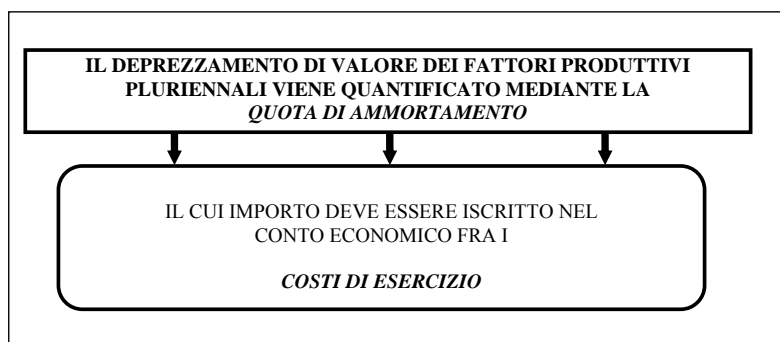 IL DEPREZZAMENTO DI VALORE DEI FATTORI PRODUTTIVI
PLURIENNALI VIENE QUANTIFICATO MEDIANTE LA
QUOTA DI AMMORTAMENTO
IL CUI IMPORTO DEVE ESSERE ISCRITTO NEL
CONTO ECONOMICO FRA I
COSTI DI ESERCIZIO